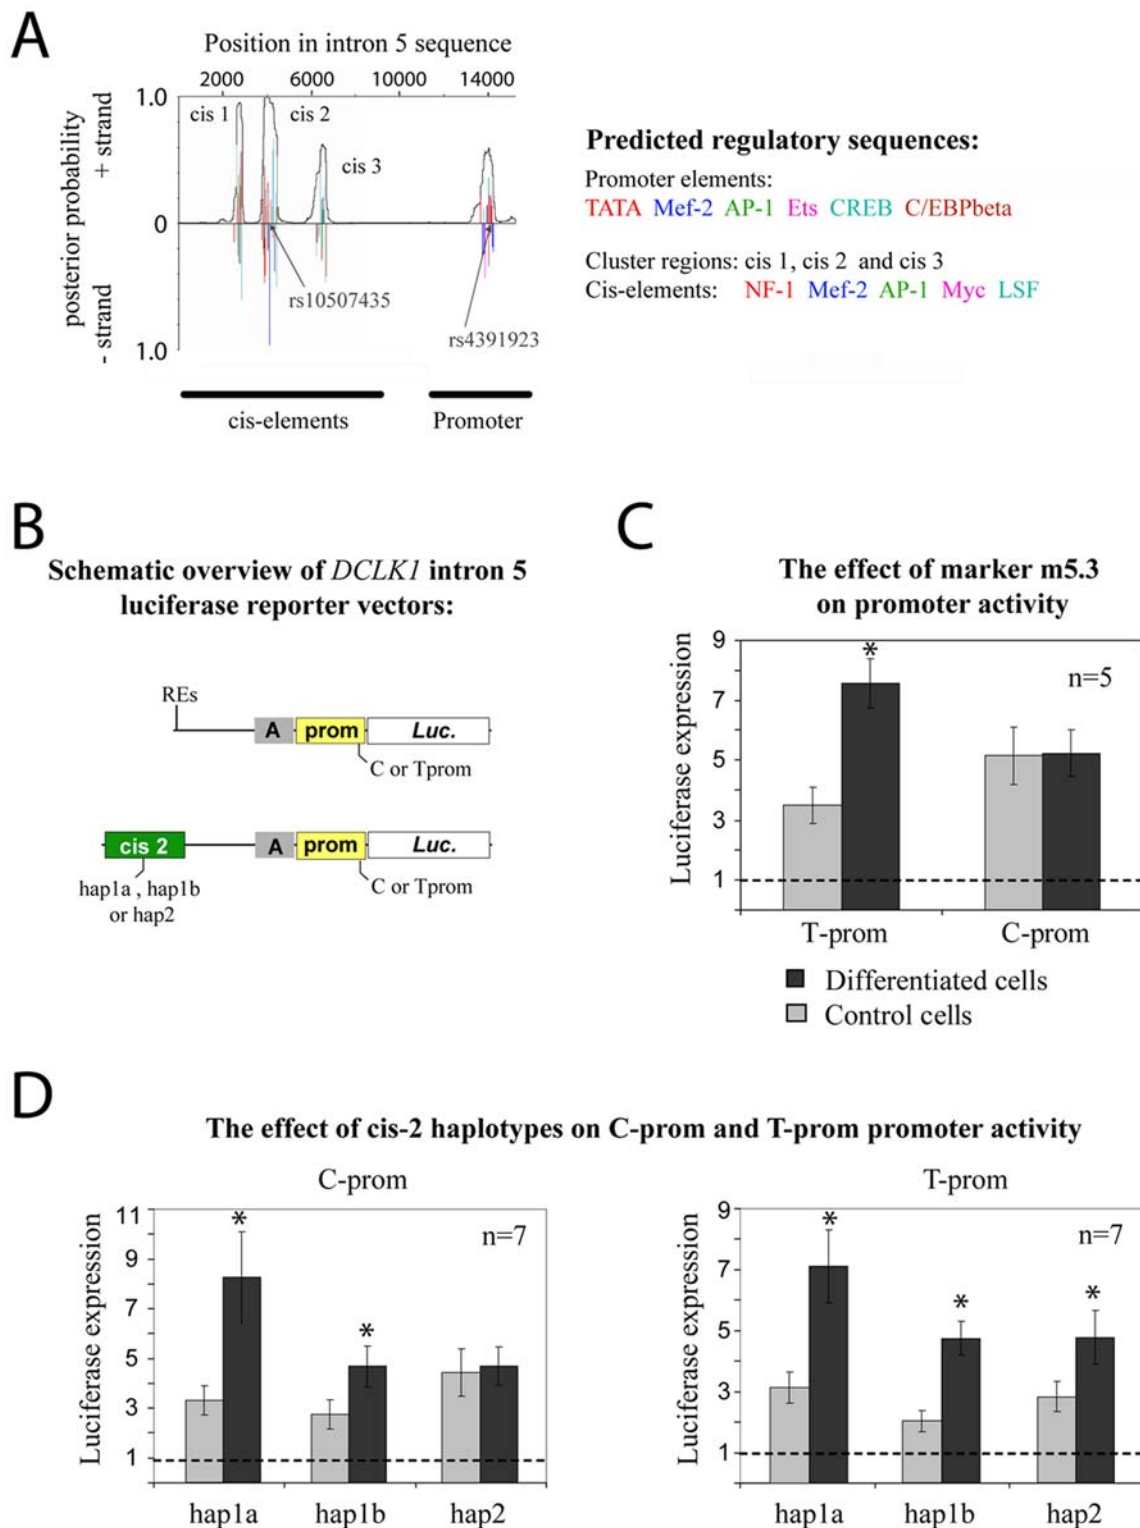 A
Position in intron 5 sequence
2000 6000 10000 14000
1.0
0
1.0
posterior probability
- strand + strand
cis 1 cis 2
cis 3
rs10507435
rs4391923
cis-elements Promoter
Predicted regulatory sequences:
Promoter elements:
TATA Mef-2 AP-1 Ets CREB C/EBPbeta
Cluster regions: cis 1, cis 2 and cis 3
Cis-elements: NF-1 Mef-2 AP-1 Myc LSF
B
Schematic overview of DCLK1 intron 5
luciferase reporter vectors:
REs
A prom Luc.
C or Tprom
cis 2 A prom Luc.
hap1a , hap1b
or hap2
C or Tprom
C
The effect of marker m5.3
on promoter activity
Luciferase expression
9
7
5
3
1
*
n=5
T-prom C-prom
Differentiated cells
Control cells
D
The effect of cis-2 haplotypes on C-prom and T-prom promoter activity
C-prom
Luciferase expression
11
9
7
5
3
1
* *
n=7
hap1a hap1b hap2
T-prom
Luciferase expression
9
7
5
3
1
* * *
n=7
hap1a hap1b hap2